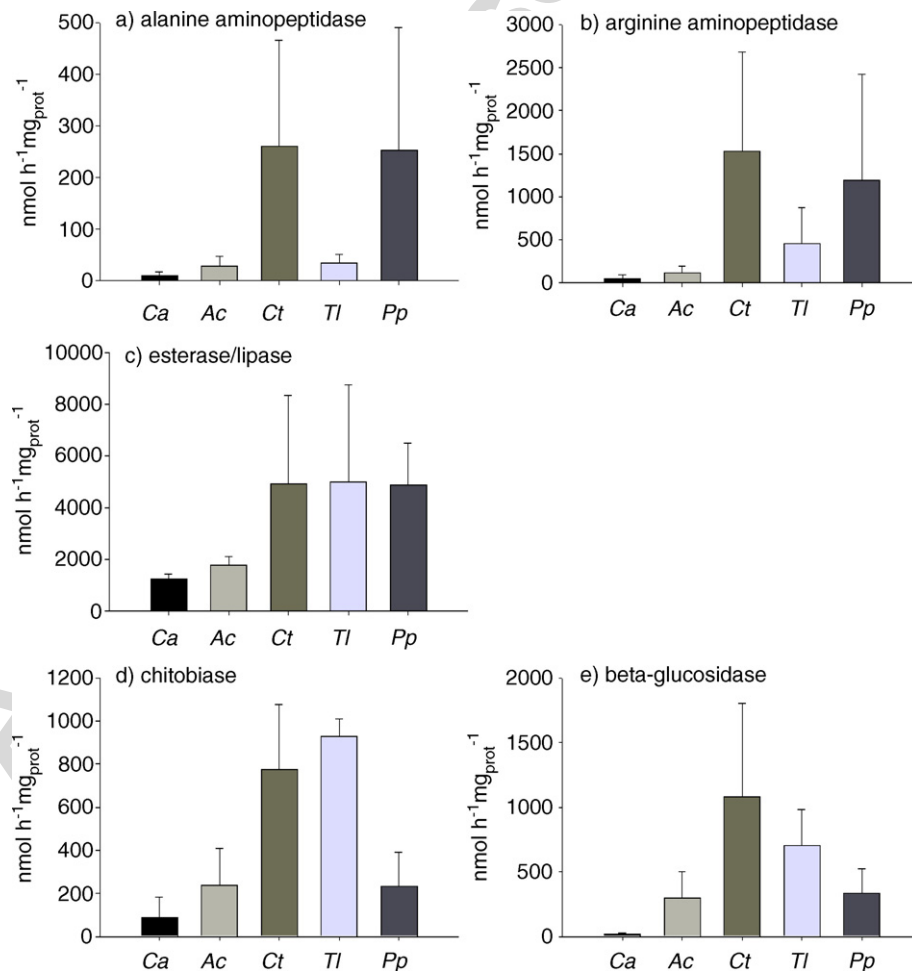 a) alanine aminopeptidase
nmol h⁻¹mgprot⁻¹
500
400
300
200
100
0
Ca Ac Ct Tl Pp
b) arginine aminopeptidase
nmol h⁻¹mgprot⁻¹
3000
2500
2000
1500
1000
500
0
Ca Ac Ct Tl Pp
c) esterase/lipase
nmol h⁻¹mgprot⁻¹
10000
8000
6000
4000
2000
0
Ca Ac Ct Tl Pp
d) chitobiase
nmol h⁻¹mgprot⁻¹
1200
1000
800
600
400
200
0
Ca Ac Ct Tl Pp
e) beta-glucosidase
nmol h⁻¹mgprot⁻¹
2000
1500
1000
500
0
Ca Ac Ct Tl Pp